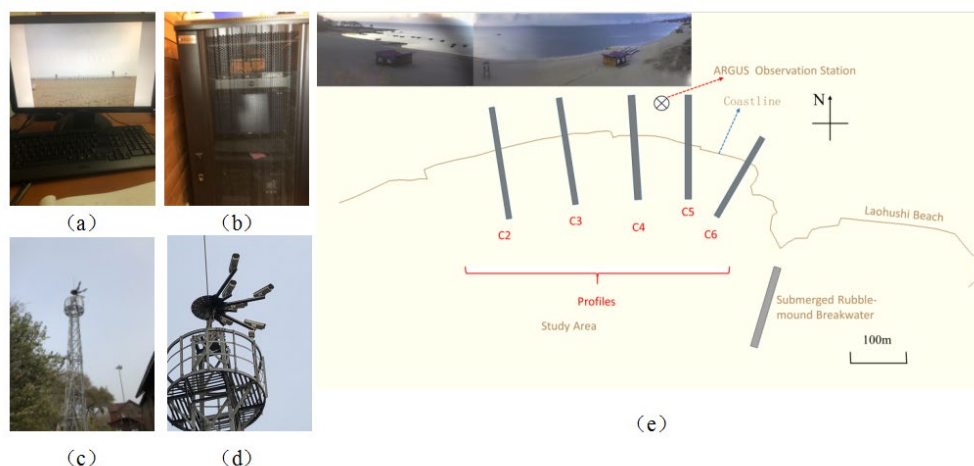 ARGUS Observation Station
Coastline
N
Laohushi Beach
C2
C3
C4
C5
C6
Profiles
Study Area
Submerged Rubble-
mound Breakwater
100m
(a)
(b)
(c)
(d)
(e)